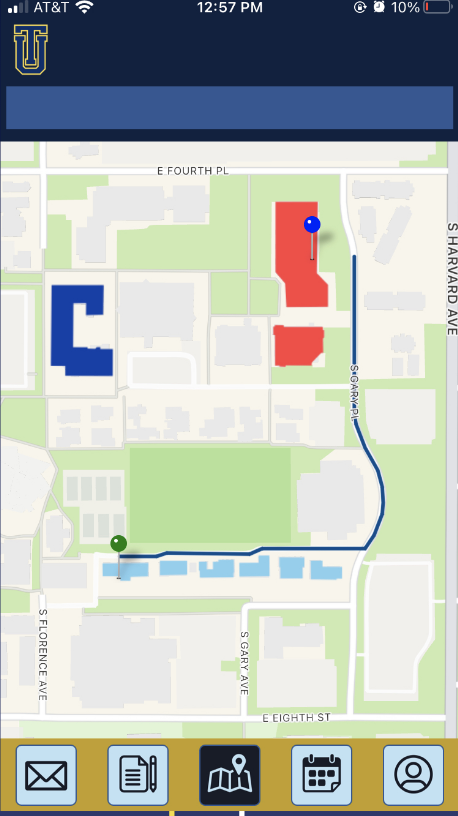 AT&T 12:57 PM 10%
U
E FOURTH PL
S HARVARD AVE
S GARY PL
S FLORENCE AVE
S GARY AVE
E EIGHTH ST